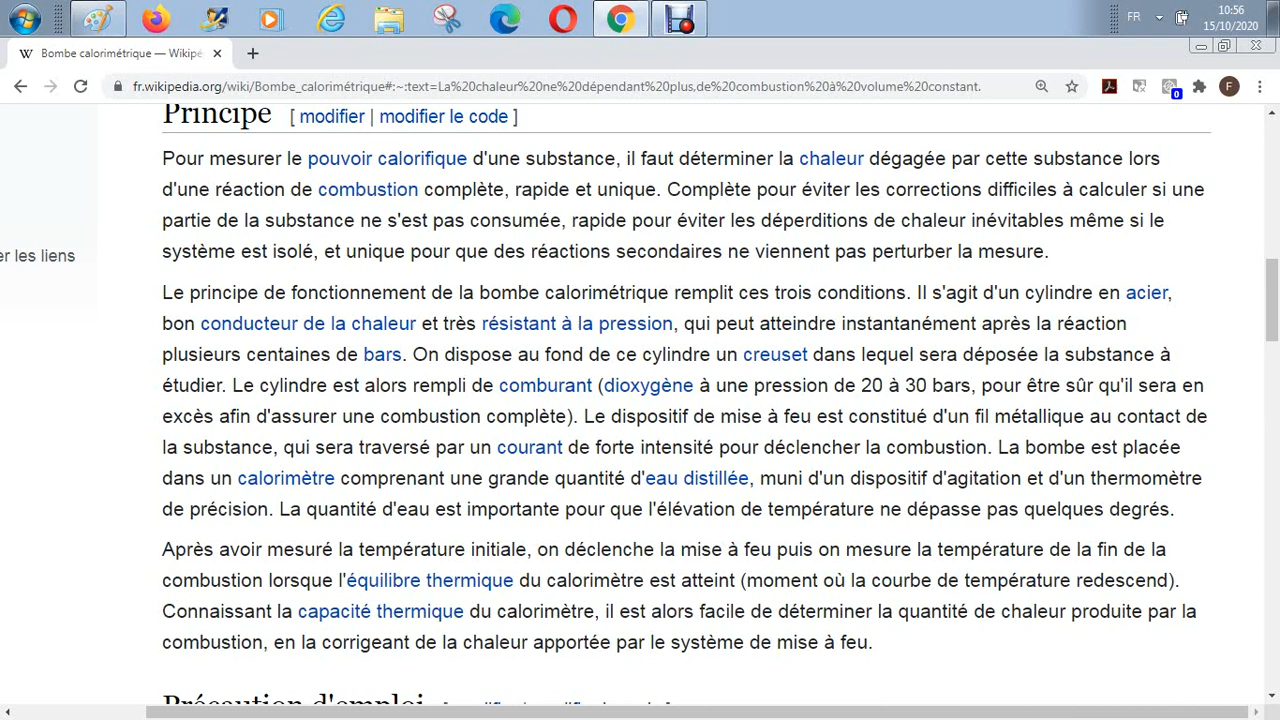 FR
10:56
15/10/2020
Bombe calorimétrique — Wikipé
fr.wikipedia.org/wiki/Bombe_calorimétrique#:~:text=La%20chaleur%20ne%20dépendant%20plus,de%20combustion%20à%20volume%20constant.
0
F
Principe [ modifier | modifier le code ]
Pour mesurer le pouvoir calorifique d'une substance, il faut déterminer la chaleur dégagée par cette substance lors
d'une réaction de combustion complète, rapide et unique. Complète pour éviter les corrections difficiles à calculer si une
partie de la substance ne s'est pas consumée, rapide pour éviter les déperditions de chaleur inévitables même si le
système est isolé, et unique pour que des réactions secondaires ne viennent pas perturber la mesure.
er les liens
Le principe de fonctionnement de la bombe calorimétrique remplit ces trois conditions. Il s'agit d'un cylindre en acier,
bon conducteur de la chaleur et très résistant à la pression, qui peut atteindre instantanément après la réaction
plusieurs centaines de bars. On dispose au fond de ce cylindre un creuset dans lequel sera déposée la substance à
étudier. Le cylindre est alors rempli de comburant (dioxygène à une pression de 20 à 30 bars, pour être sûr qu'il sera en
excès afin d'assurer une combustion complète). Le dispositif de mise à feu est constitué d'un fil métallique au contact de
la substance, qui sera traversé par un courant de forte intensité pour déclencher la combustion. La bombe est placée
dans un calorimètre comprenant une grande quantité d'eau distillée, muni d'un dispositif d'agitation et d'un thermomètre
de précision. La quantité d'eau est importante pour que l'élévation de température ne dépasse pas quelques degrés.
Après avoir mesuré la température initiale, on déclenche la mise à feu puis on mesure la température de la fin de la
combustion lorsque l'équilibre thermique du calorimètre est atteint (moment où la courbe de température redescend).
Connaissant la capacité thermique du calorimètre, il est alors facile de déterminer la quantité de chaleur produite par la
combustion, en la corrigeant de la chaleur apportée par le système de mise à feu.
Précaution d'emploi